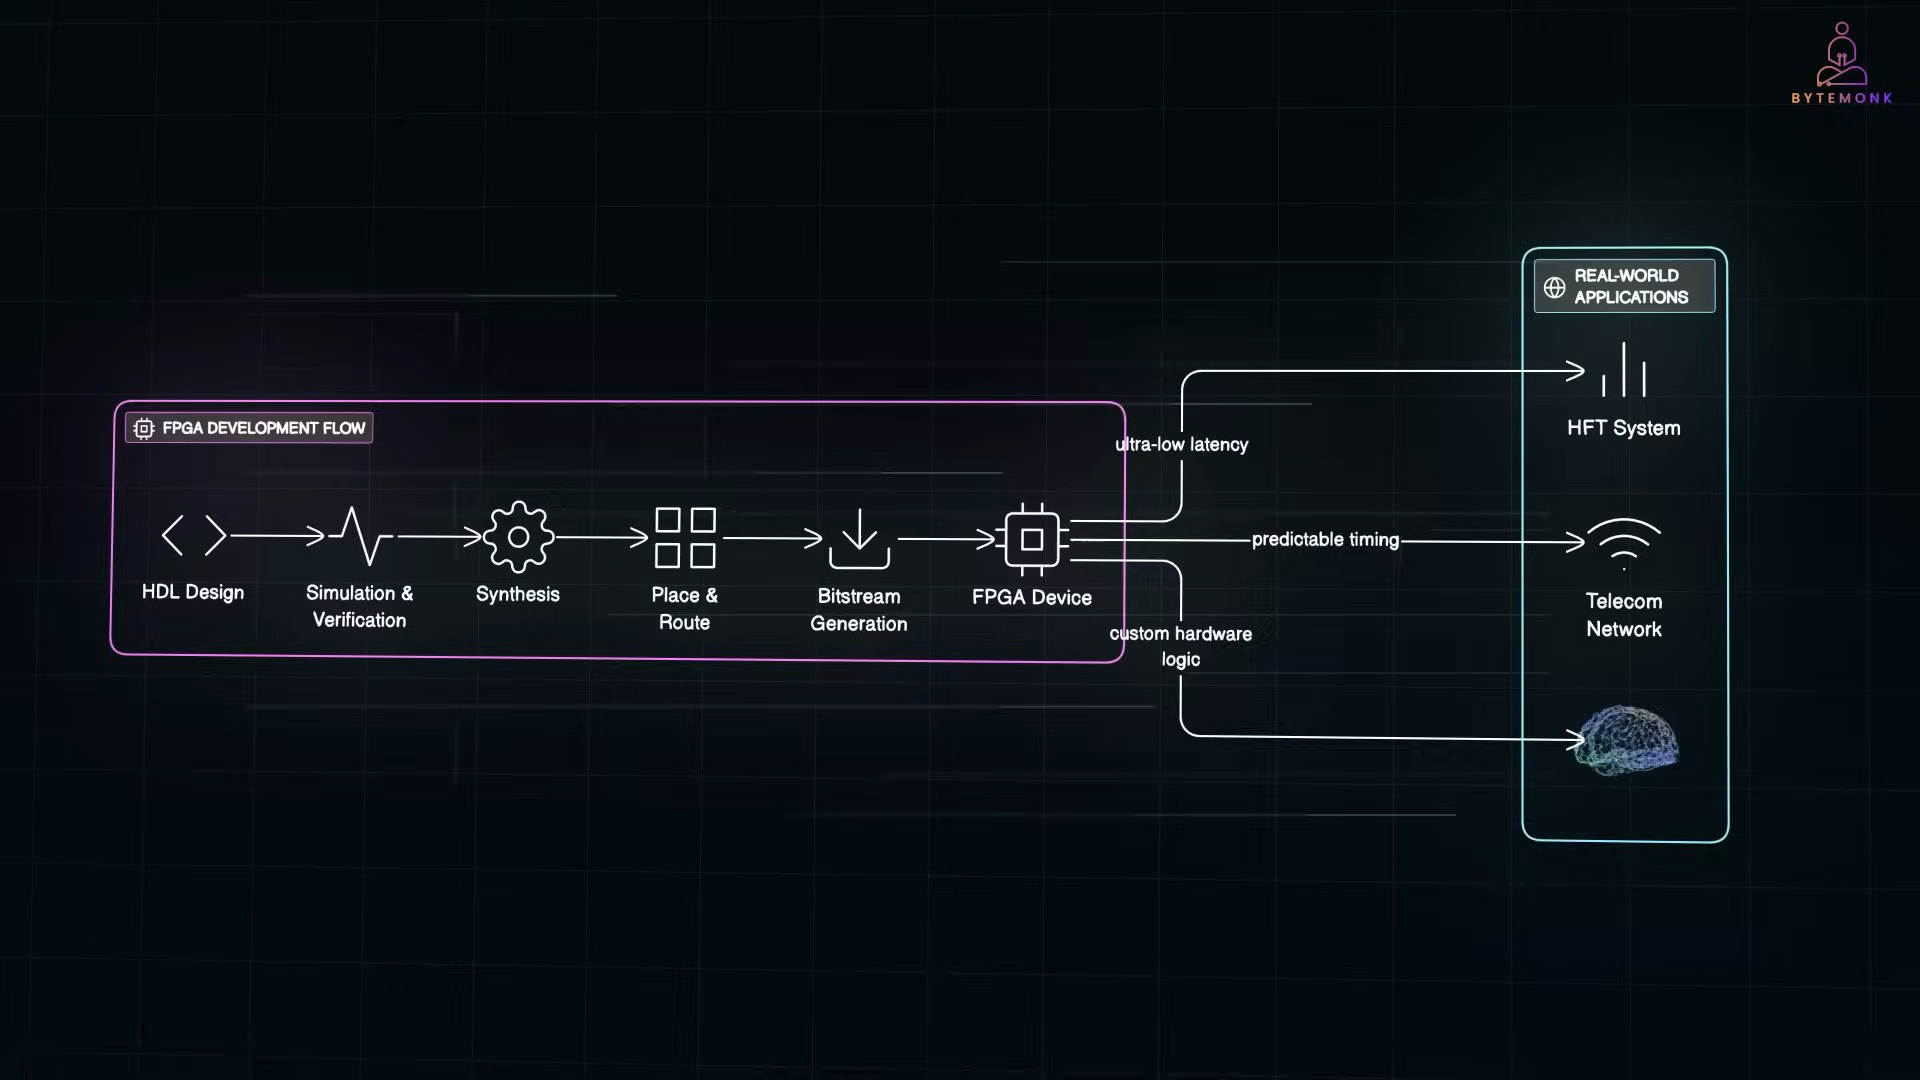 BYTEMONK
REAL-WORLD
APPLICATIONS
FPGA DEVELOPMENT FLOW
HDL Design
Simulation &
Verification
Synthesis
Place &
Route
Bitstream
Generation
FPGA Device
ultra-low latency
predictable timing
custom hardware
logic
HFT System
Telecom
Network